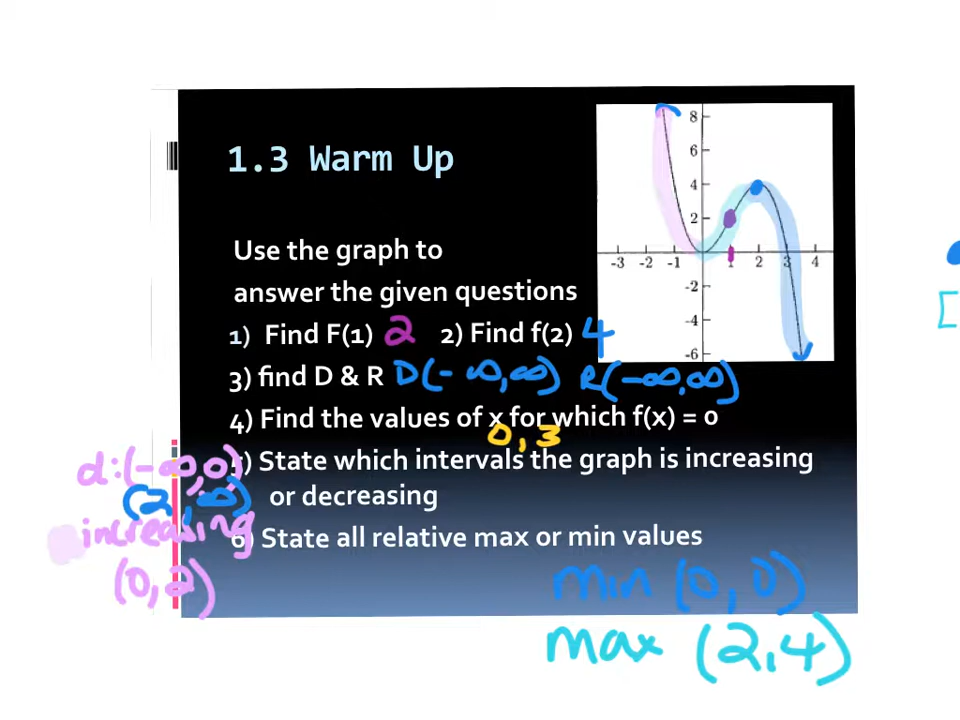 1.3 Warm Up
8
6
4
2
-3 -2 -1 1 2 3 4
-2
-4
-6
Use the graph to
answer the given questions
1) Find F(1) 2 2) Find f(2) 4
3) find D & R D(-∞,∞) R(-∞,∞)
4) Find the values of x for which f(x) = 0
0, 3
5) State which intervals the graph is increasing
or decreasing
d:(-∞,0)
(2,∞)
increasing
(0,2)
6) State all relative max or min values
min (0,0)
max (2,4)
[